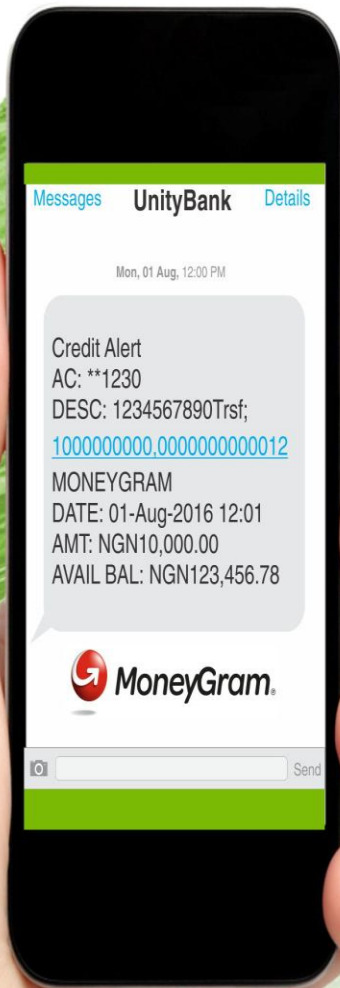 Messages UnityBank Details
Mon, 01 Aug, 12:00 PM
Credit Alert
AC: **1230
DESC: 1234567890Trsf;
1000000000,0000000000012
MONEYGRAM
DATE: 01-Aug-2016 12:01
AMT: NGN10,000.00
AVAIL BAL: NGN123,456.78
MoneyGram.
Send